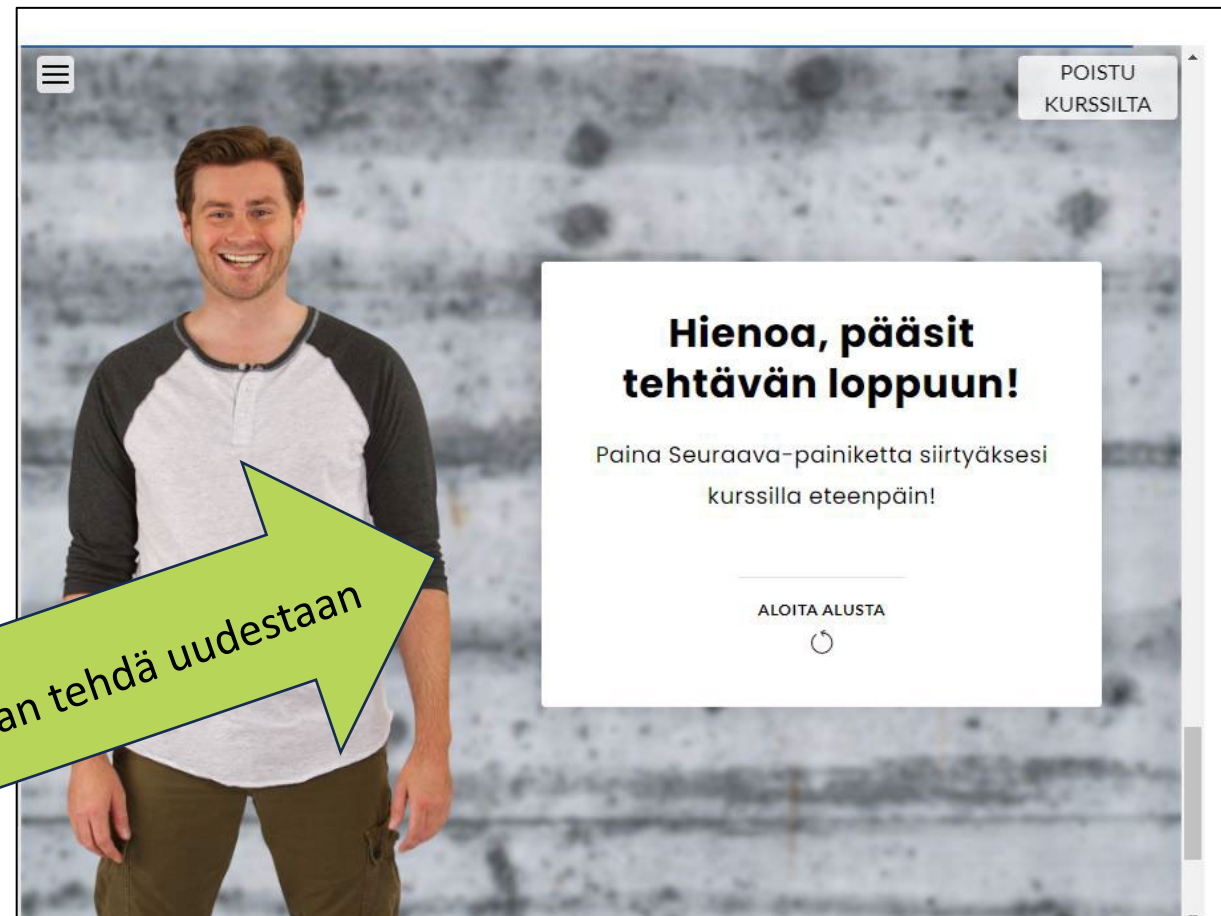 POISTU
KURSSILTA
Hienoa, pääsit
tehtävän loppuun!
Paina Seuraava-painiketta siirtyäksesi
kurssilla eteenpäin!
ALOITA ALUSTA
tehdä uudestaan